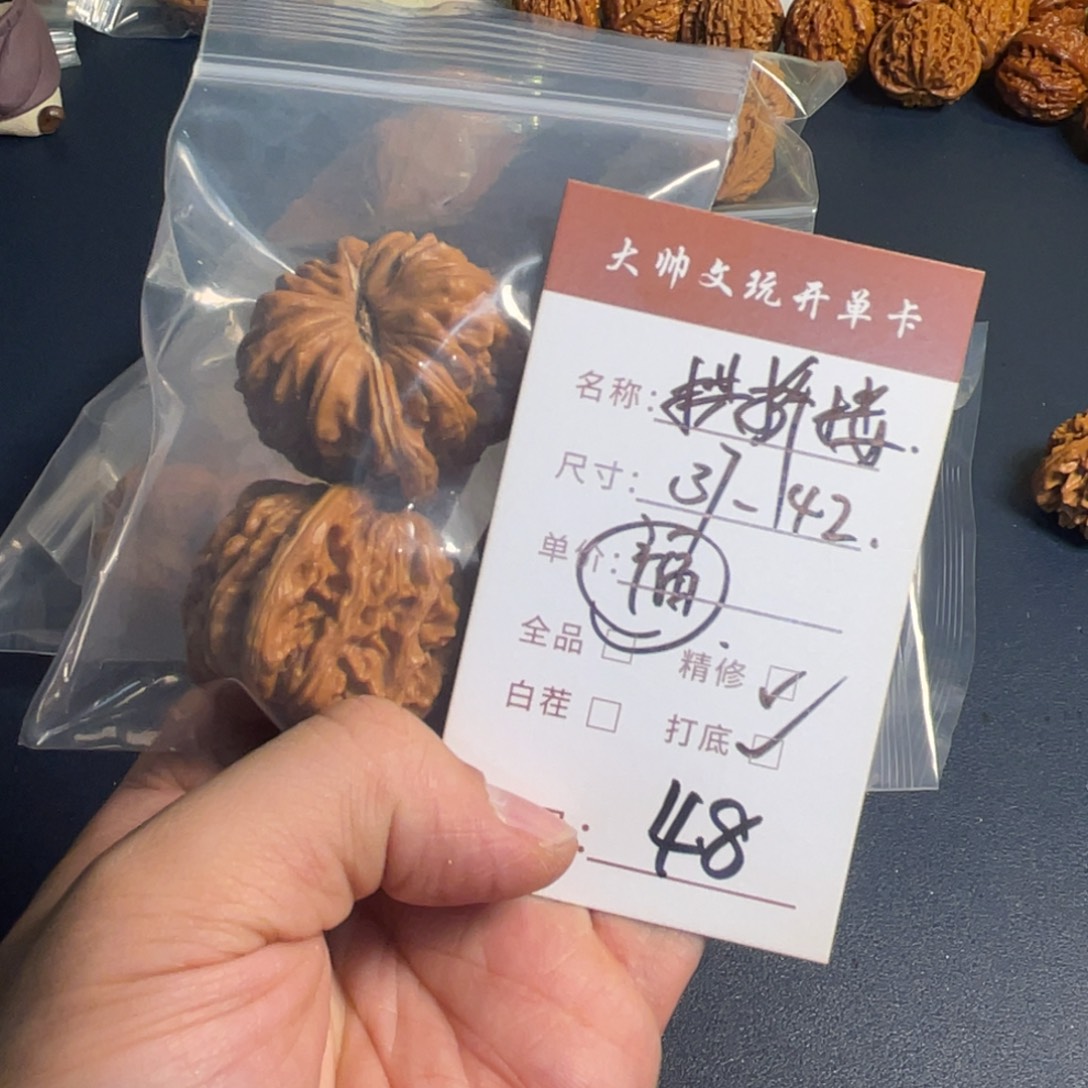 大帅文玩开单卡
名称：
尺寸：37-42.
单价：
全品 □ 精修 ☑
白茬 □ 打底 ☑
：48